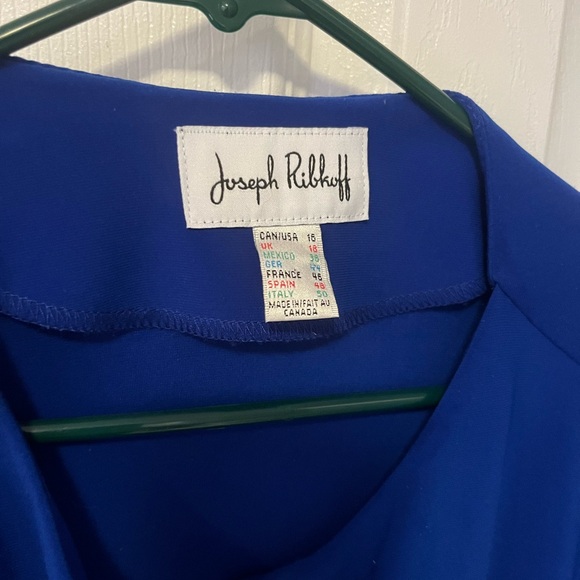 Joseph Ribkoff
CAN/USA 16
UK 18
MEXICO 38
GER 44
FRANCE 46
SPAIN 48
ITALY 50
MADE IN/FAIT AU
CANADA